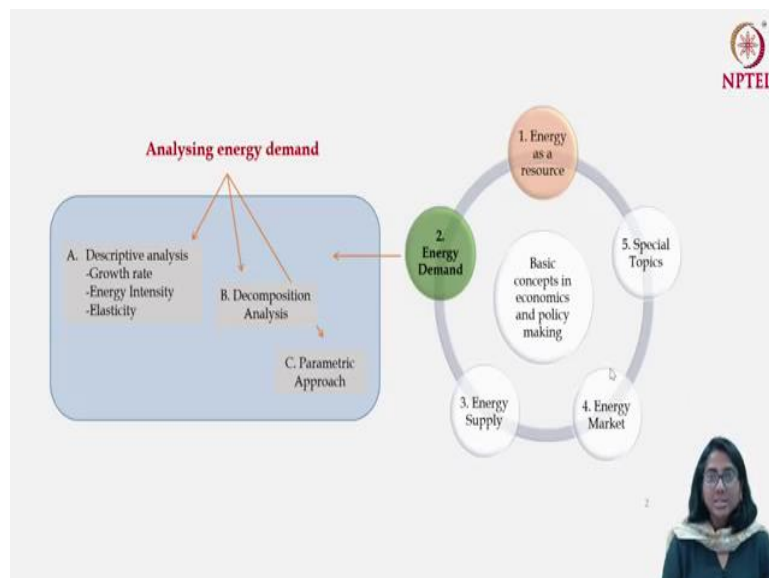 NPTEL
Analysing energy demand
A. Descriptive analysis
-Growth rate
-Energy Intensity
-Elasticity
B. Decomposition
Analysis
C. Parametric
Approach
1. Energy
as a
resource
2.
Energy
Demand
Basic
concepts in
economics
and policy
making
5. Special
Topics
3. Energy
Supply
4. Energy
Market
2